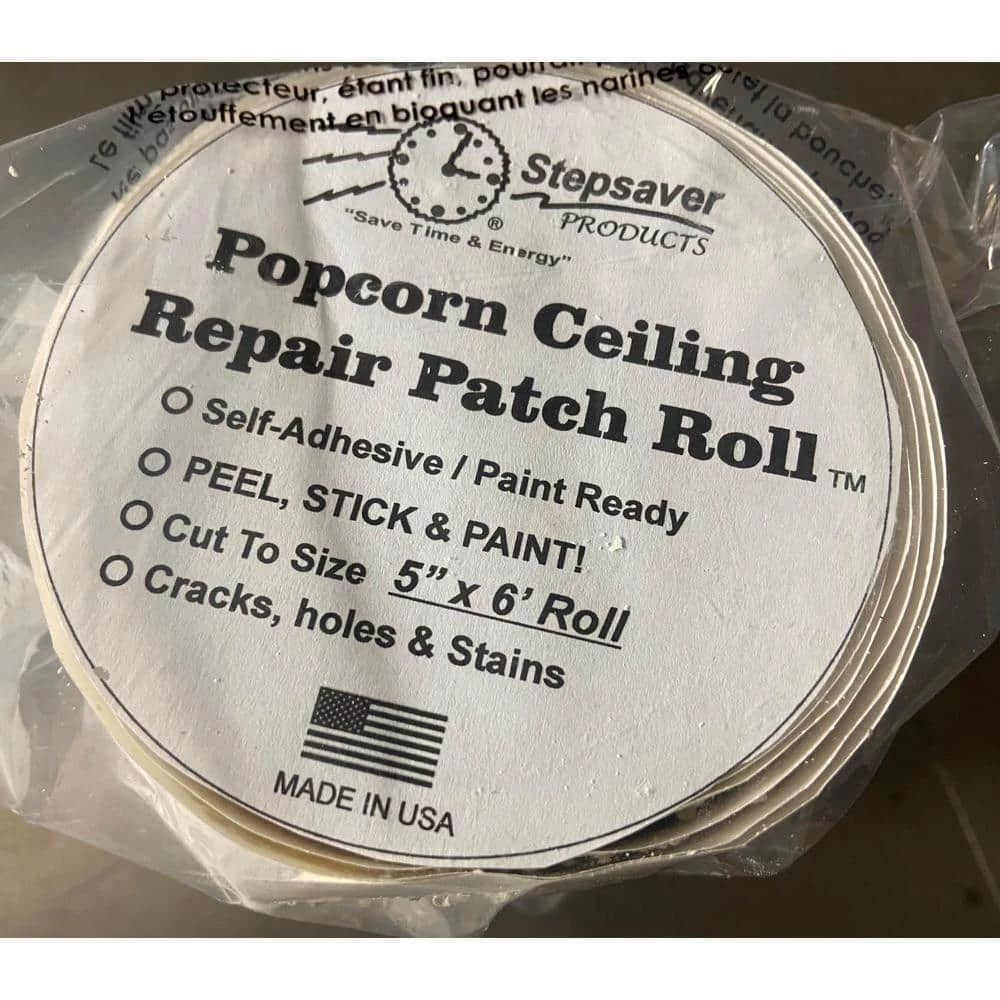 protecteur, étant fin,
étouffement en bloquant les narines
Stepsaver
PRODUCTS
"Save Time & Energy"
®
Popcorn Ceiling
Repair Patch Roll™
Self-Adhesive / Paint Ready
PEEL, STICK & PAINT!
Cut To Size 5" x 6' Roll
Cracks, holes & Stains
MADE IN USA